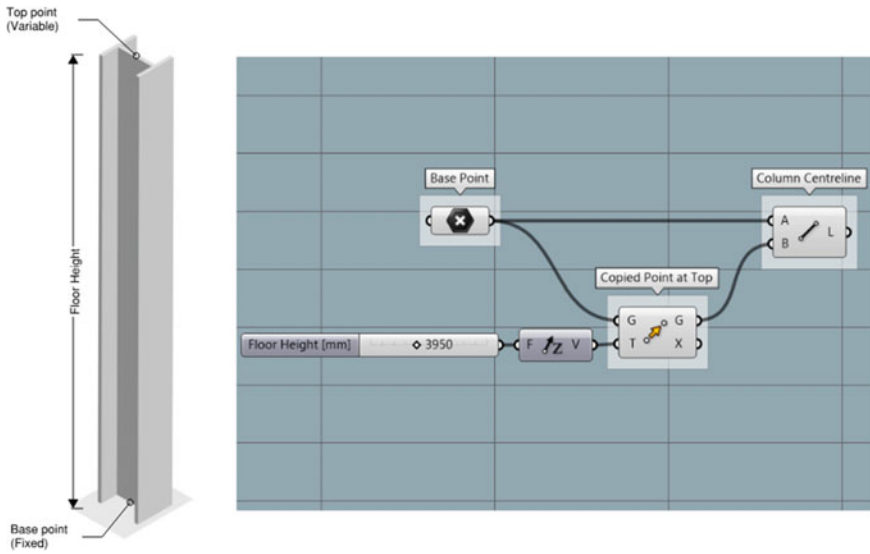 Top point
(Variable)
Floor Height
Base point
(Fixed)
Base Point
Column Centreline
A
B
L
Copied Point at Top
G
G
T
X
Floor Height [mm]
3950
F
Z
V